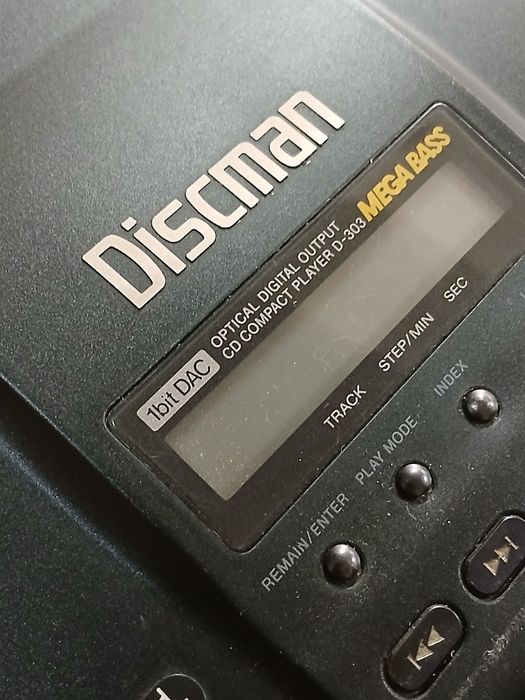 Discman
MEGA BASS
OPTICAL DIGITAL OUTPUT
1bit DAC CD COMPACT PLAYER D-303
TRACK STEP/MIN SEC
REMAIN/ENTER PLAY MODE INDEX